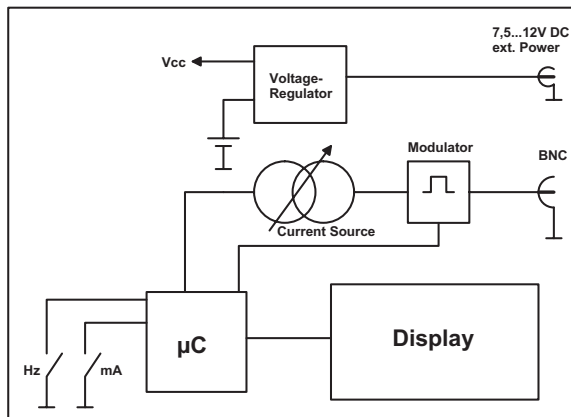 7,5...12V DC
ext. Power
Vcc
Voltage-
Regulator
Modulator
BNC
Current Source
Hz
mA
µC
Display